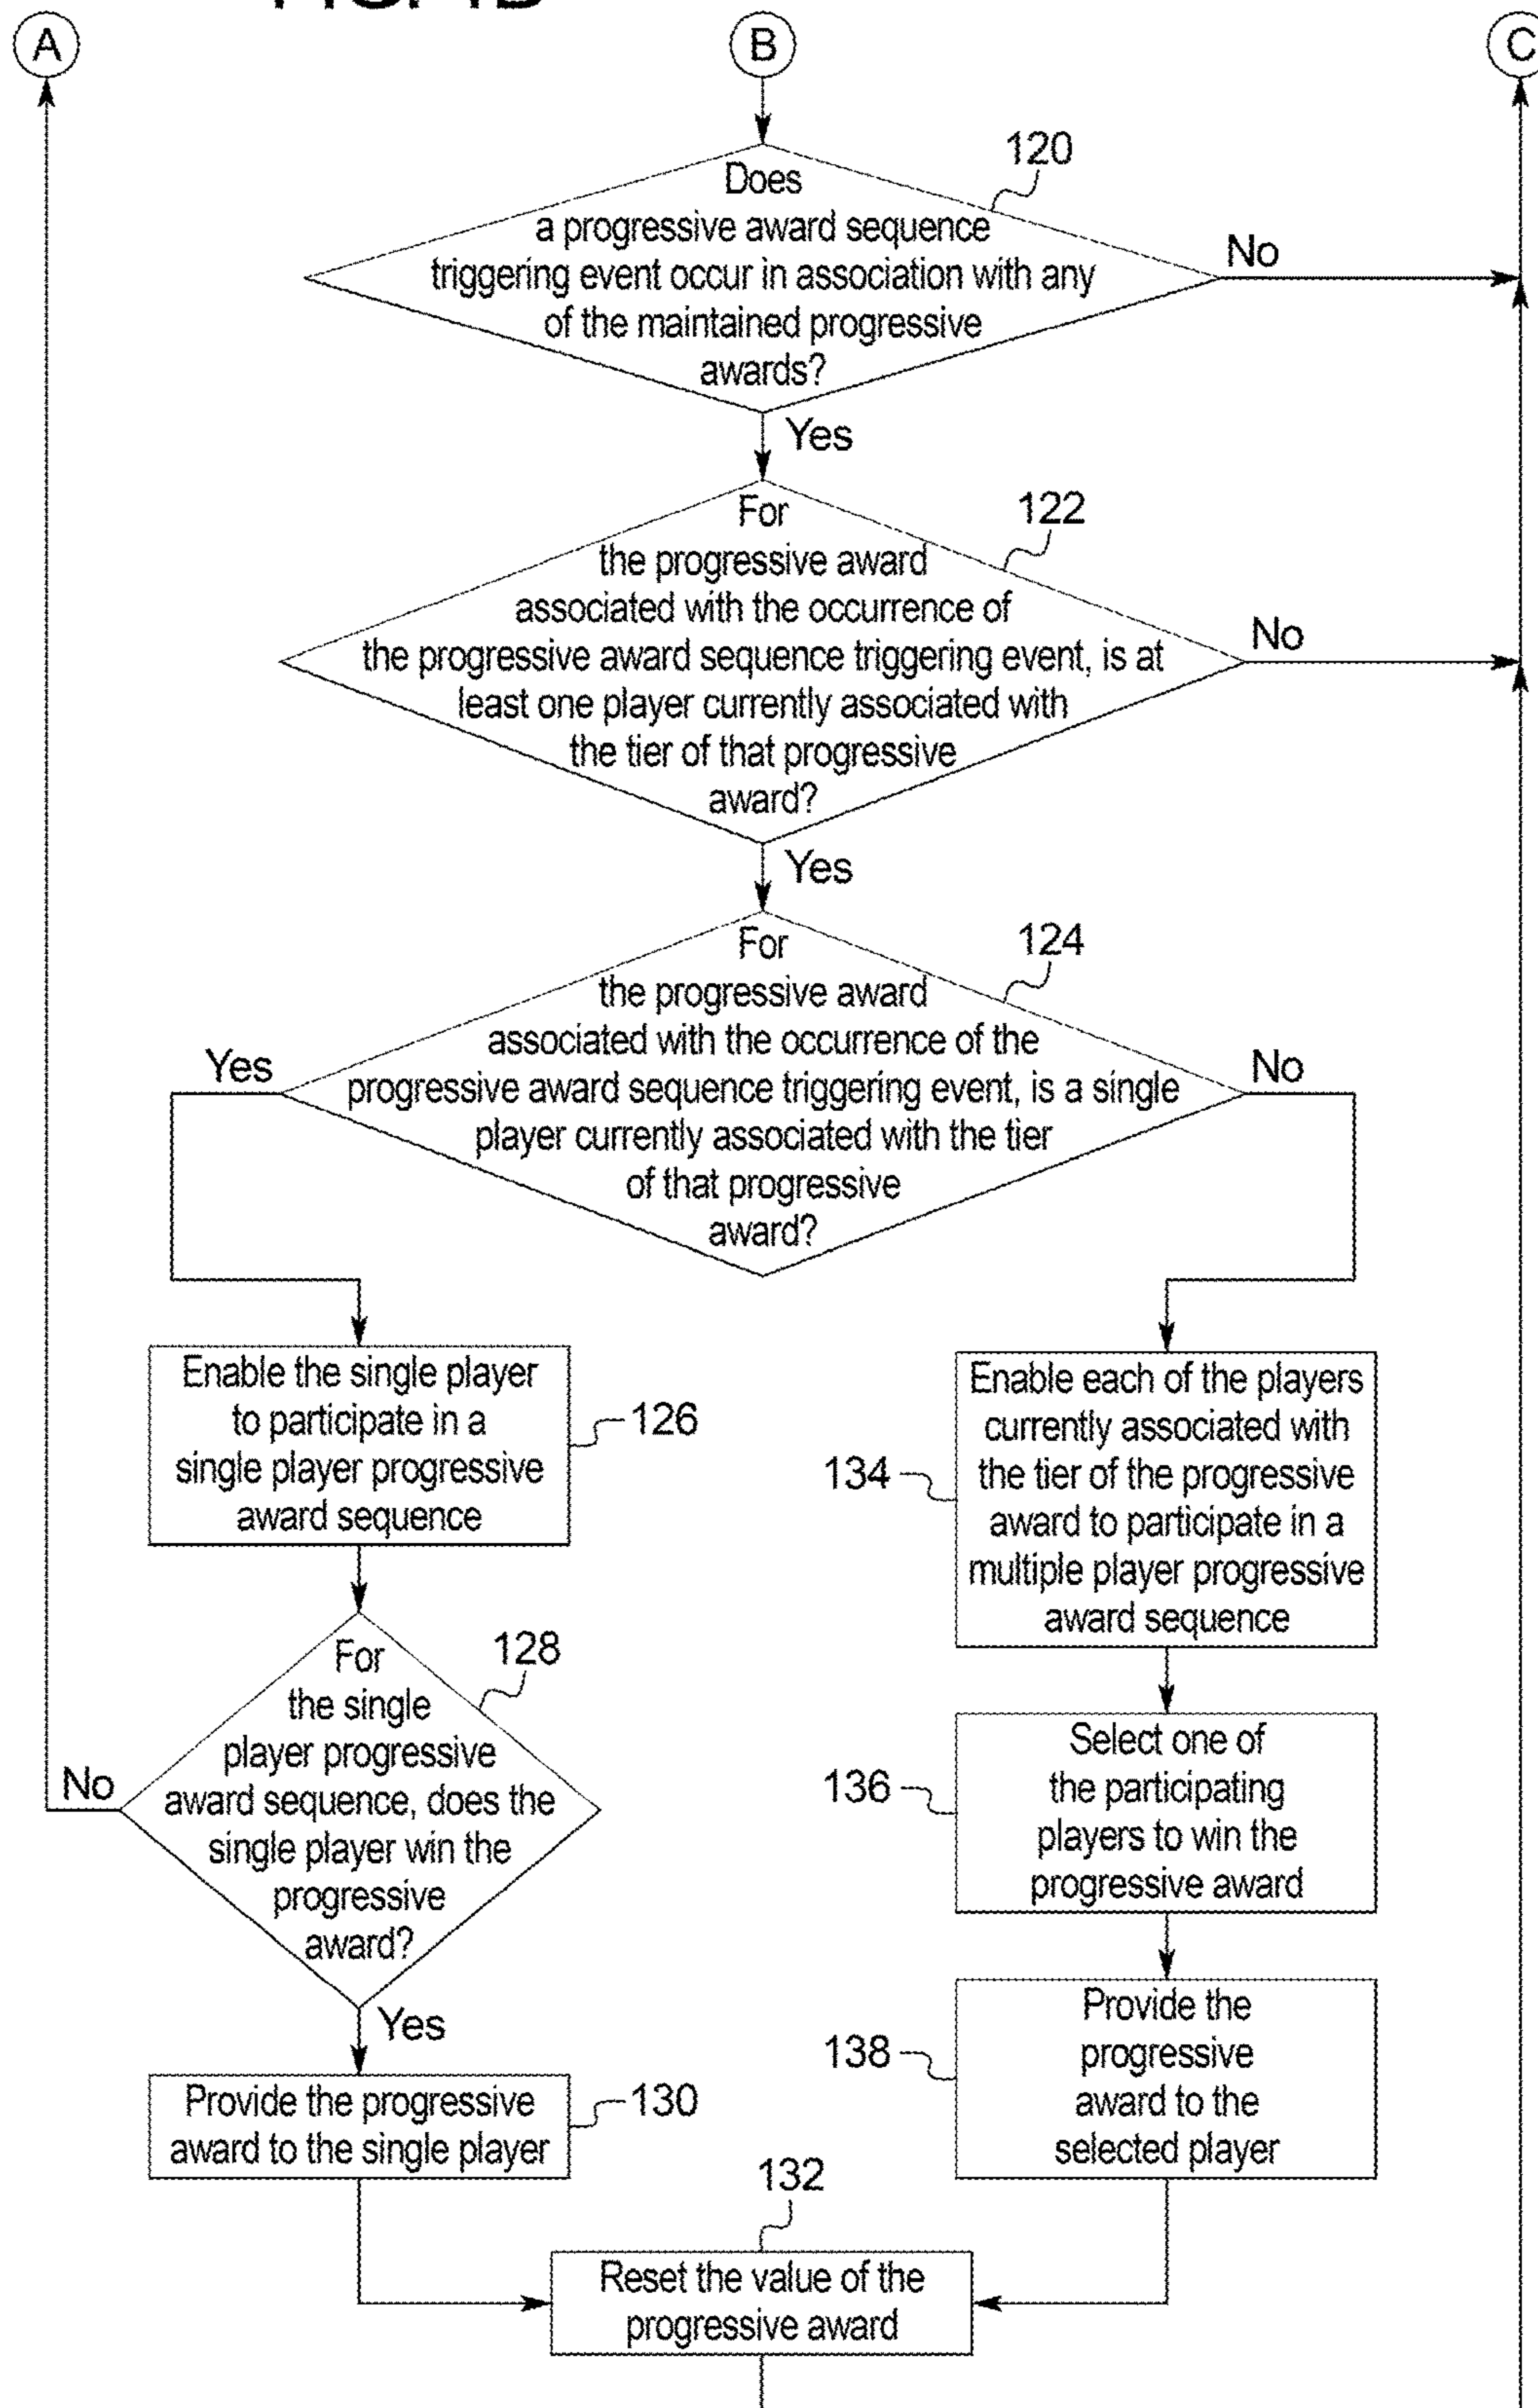 A
B
C
120
Does
a progressive award sequence
triggering event occur in association with any
of the maintained progressive
awards?
No
Yes
122
For
the progressive award
associated with the occurrence of
the progressive award sequence triggering event, is at
least one player currently associated with
the tier of that progressive
award?
No
Yes
124
For
the progressive award
associated with the occurrence of the
progressive award sequence triggering event, is a single
player currently associated with the tier
of that progressive
award?
Yes
No
Enable the single player
to participate in a
single player progressive
award sequence
126
128
For
the single
player progressive
award sequence, does the
single player win the
progressive
award?
No
Yes
Provide the progressive
award to the single player
130
134
Enable each of the players
currently associated with
the tier of the progressive
award to participate in a
multiple player progressive
award sequence
136
Select one of
the participating
players to win the
progressive award
138
Provide the
progressive
award to the
selected player
132
Reset the value of the
progressive award